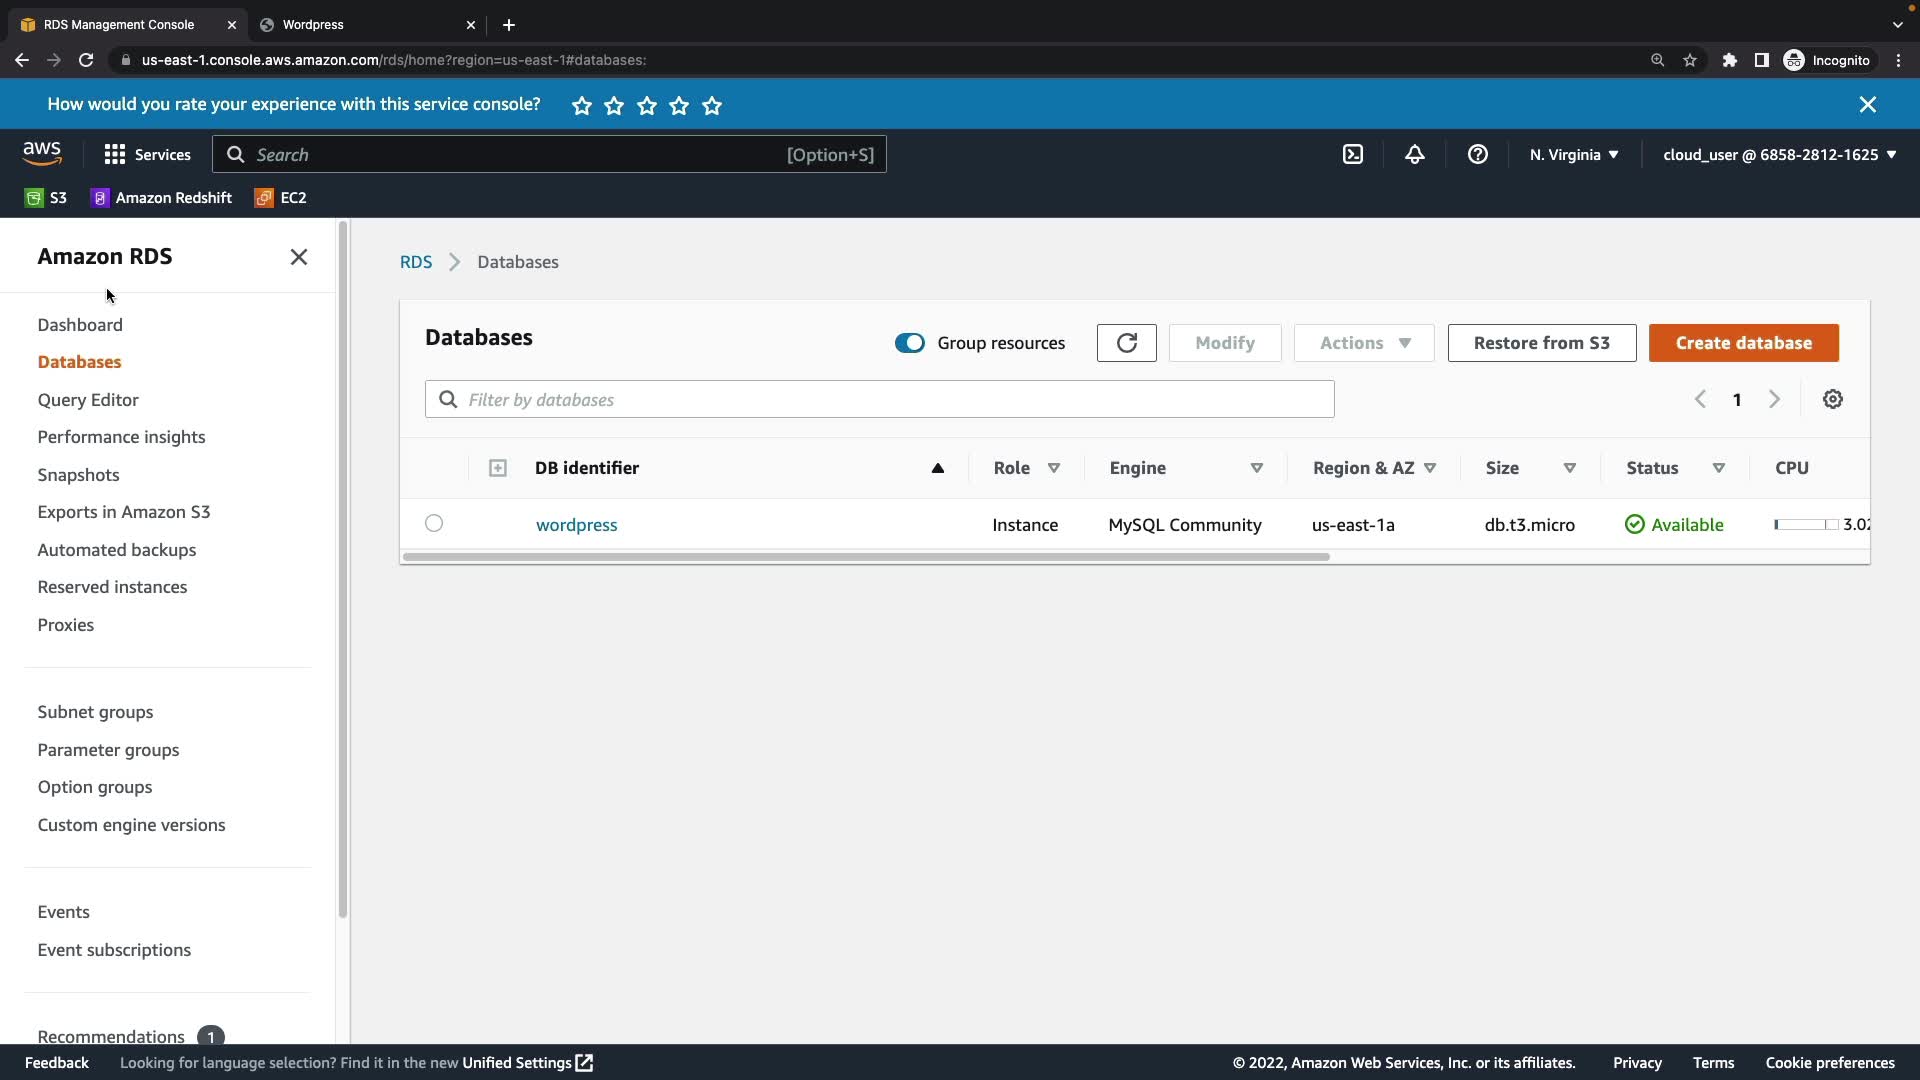 RDS Management Console
Wordpress
us-east-1.console.aws.amazon.com/rds/home?region=us-east-1#databases:
Incognito
How would you rate your experience with this service console?
aws
Services
Search
[Option+S]
N. Virginia
cloud_user @ 6858-2812-1625
S3
Amazon Redshift
EC2
Amazon RDS
Dashboard
Databases
Query Editor
Performance insights
Snapshots
Exports in Amazon S3
Automated backups
Reserved instances
Proxies
Subnet groups
Parameter groups
Option groups
Custom engine versions
Events
Event subscriptions
Recommendations 1
RDS > Databases
Databases
Group resources
Modify
Actions
Restore from S3
Create database
Filter by databases
1
DB identifier
Role
Engine
Region & AZ
Size
Status
CPU
wordpress
Instance
MySQL Community
us-east-1a
db.t3.micro
Available
3.02
Feedback
Looking for language selection? Find it in the new Unified Settings
© 2022, Amazon Web Services, Inc. or its affiliates.
Privacy
Terms
Cookie preferences